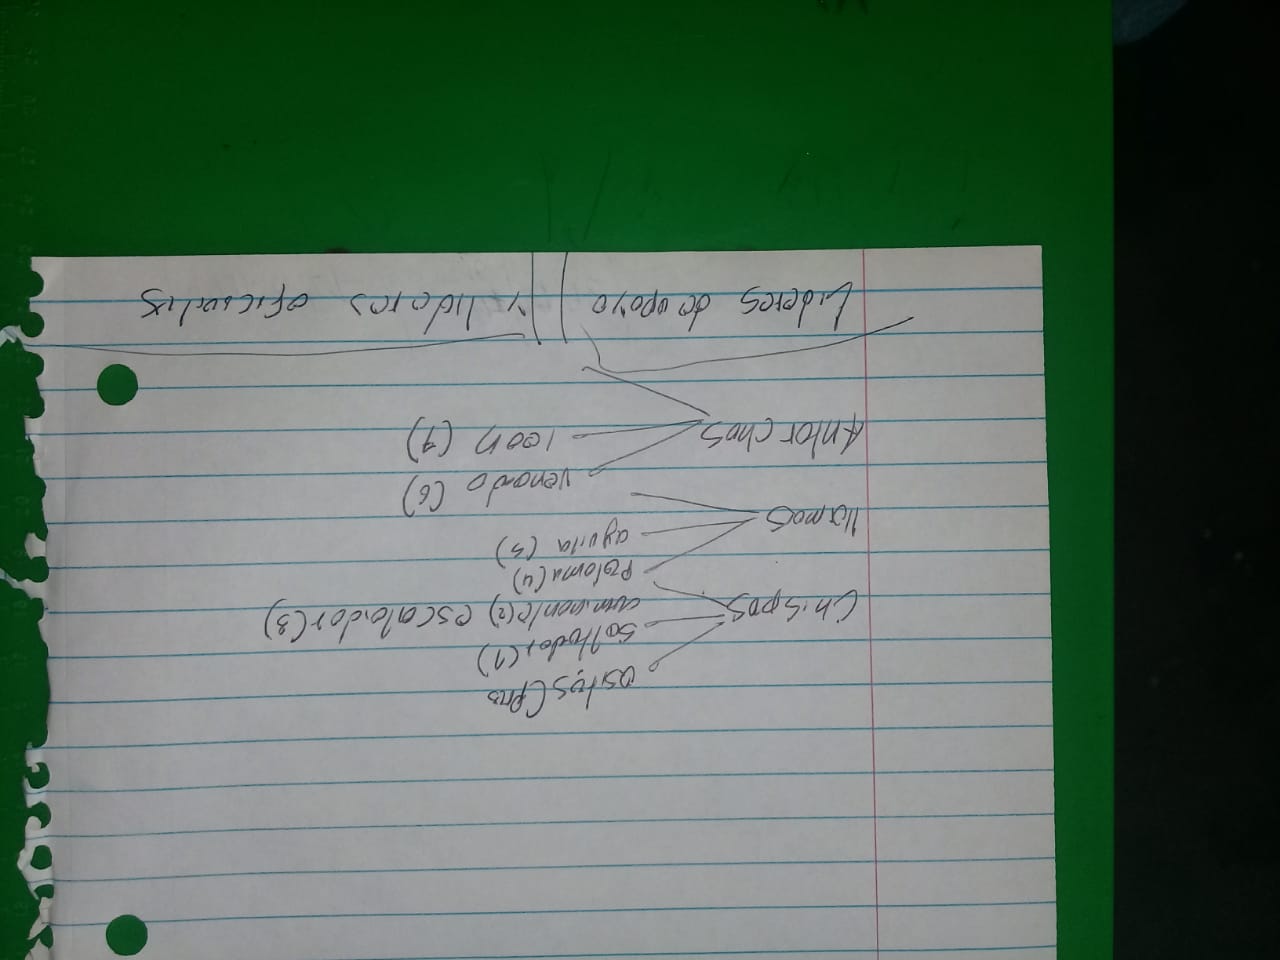 Lideres de apoyo || y lideres oficiales
Antorchas
leon (7)
venado (6)
llamas
aguila (5)
Paloma (4)
Chispas
caminante (2) escalador (3)
Saltador (1)
ositos